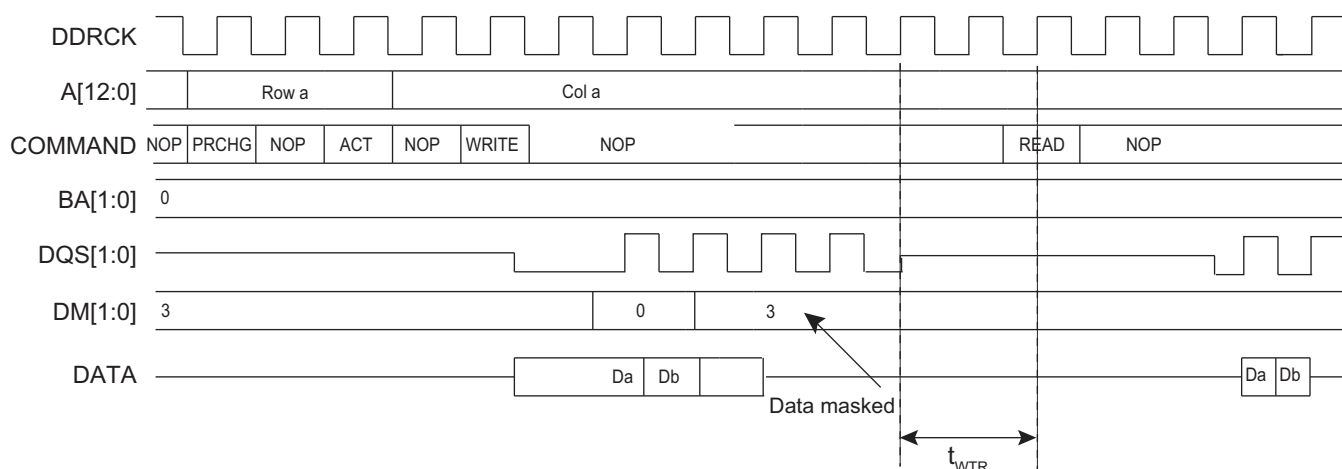 DDRCK
A[12:0] Row a Col a
COMMAND NOP PRCHG NOP ACT NOP WRITE NOP READ NOP
BA[1:0] 0
DQS[1:0]
DM[1:0] 3 0 3
DATA Da Db Da Db
Data masked
tWTR